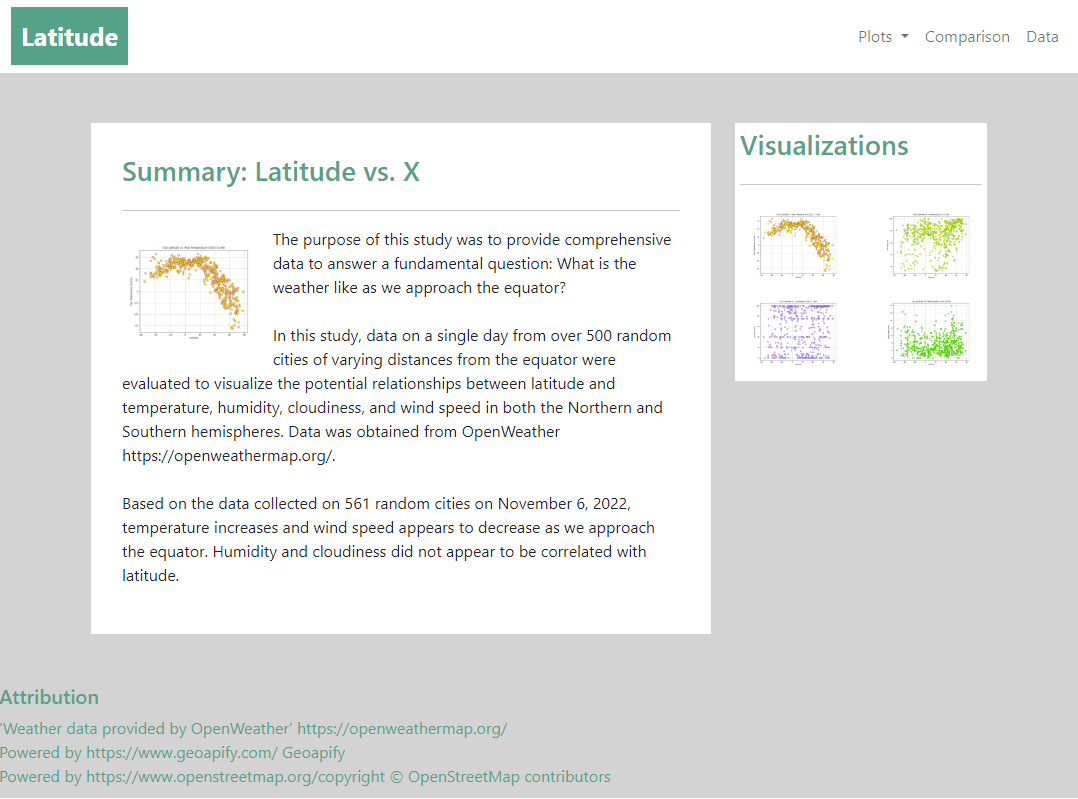 Latitude
Plots
Comparison
Data
Summary: Latitude vs. X
The purpose of this study was to provide comprehensive
data to answer a fundamental question: What is the
weather like as we approach the equator?
In this study, data on a single day from over 500 random
cities of varying distances from the equator were
evaluated to visualize the potential relationships between latitude and
temperature, humidity, cloudiness, and wind speed in both the Northern and
Southern hemispheres. Data was obtained from OpenWeather
https://openweathermap.org/.
Based on the data collected on 561 random cities on November 6, 2022,
temperature increases and wind speed appears to decrease as we approach
the equator. Humidity and cloudiness did not appear to be correlated with
latitude.
Visualizations
Attribution
'Weather data provided by OpenWeather' https://openweathermap.org/
Powered by https://www.geoapify.com/ Geoapify
Powered by https://www.openstreetmap.org/copyright © OpenStreetMap contributors